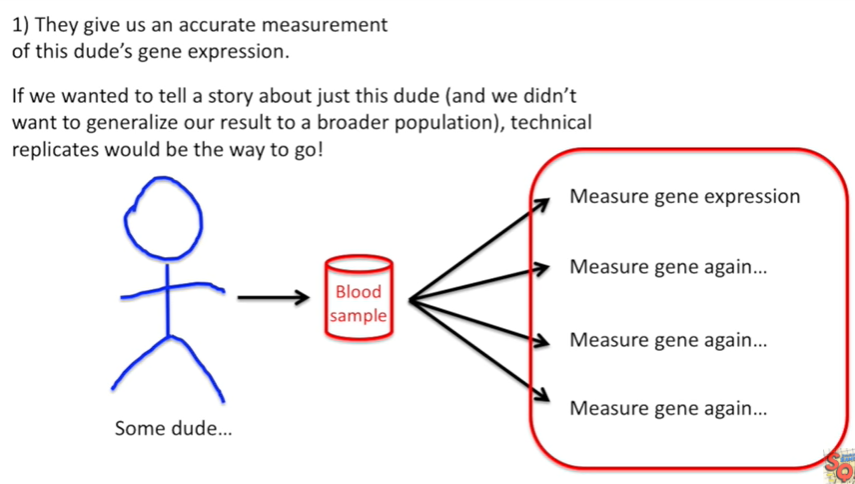 1) They give us an accurate measurement
of this dude’s gene expression.
If we wanted to tell a story about just this dude (and we didn’t
want to generalize our result to a broader population), technical
replicates would be the way to go!
Measure gene expression
Measure gene again...
Blood
sample
Measure gene again...
Measure gene again...
Some dude...